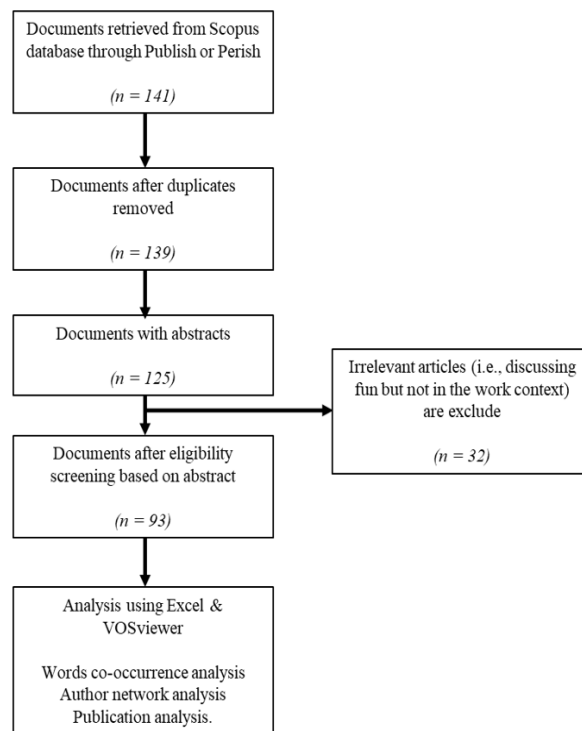 Documents retrieved from Scopus
database through Publish or Perish
(n = 141)
Documents after duplicates
removed
(n = 139)
Documents with abstracts
(n = 125)
Irrelevant articles (i.e., discussing
fun but not in the work context)
are exclude
(n = 32)
Documents after eligibility
screening based on abstract
(n = 93)
Analysis using Excel &
VOSviewer
Words co-occurrence analysis
Author network analysis
Publication analysis.